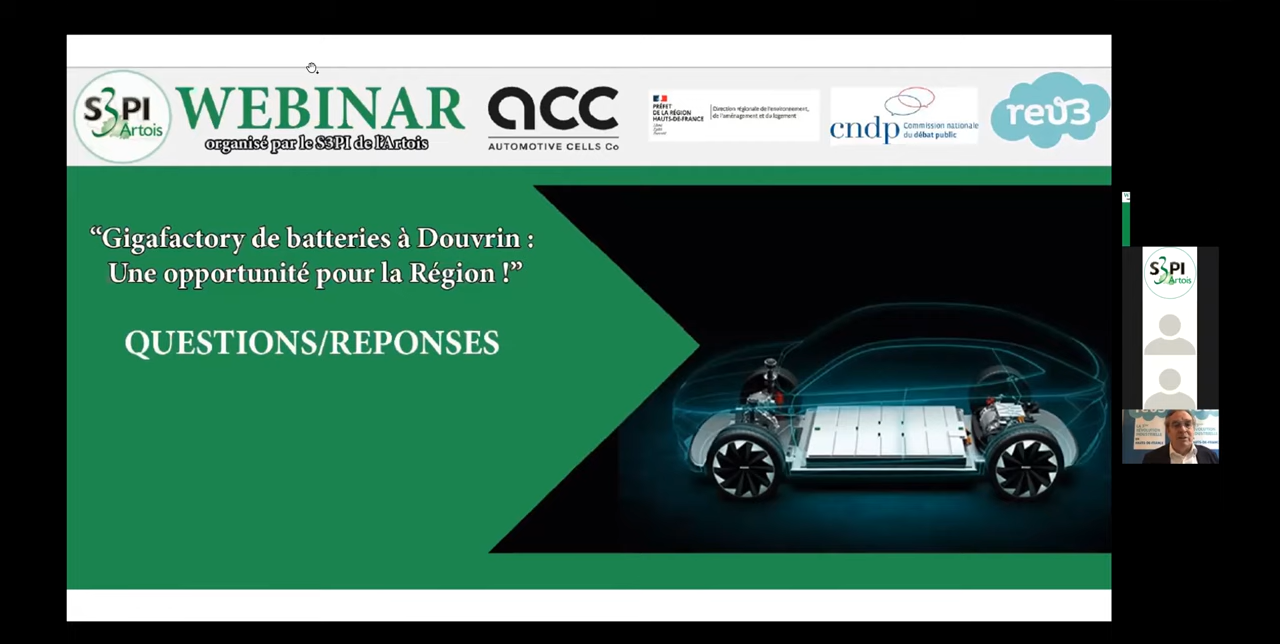 S3PI
Artois
WEBINAR
organisé par le S3PI de l'Artois
acc
AUTOMOTIVE CELLS Co
PRÉFET
DE LA RÉGION
HAUTS-DE-FRANCE
Direction régionale de l'environnement,
de l'aménagement et du logement
cndp
Commission nationale
du débat public
rev3
“Gigafactory de batteries à Douvrin :
Une opportunité pour la Région !”
QUESTIONS/REPONSES
S3PI
Artois